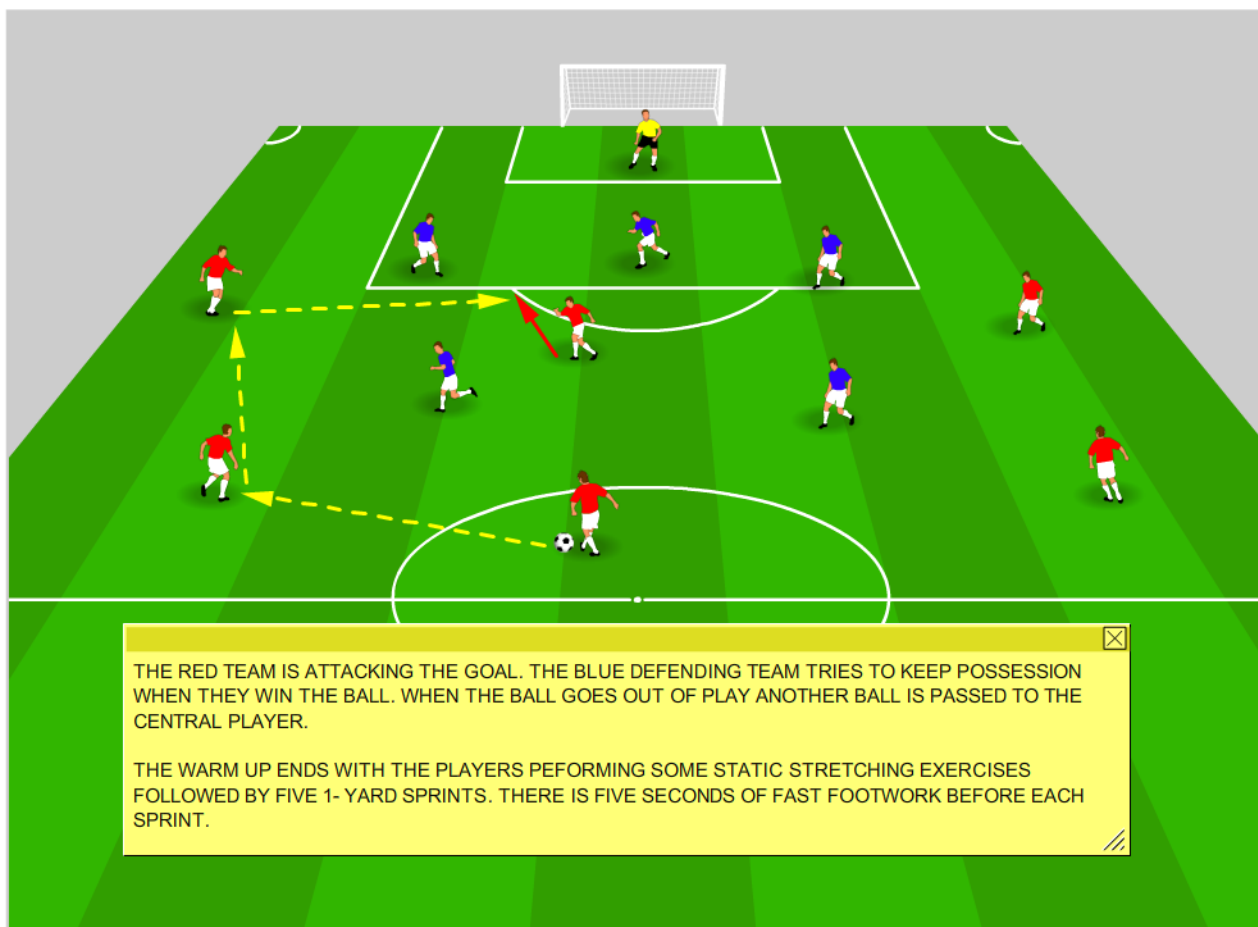 THE RED TEAM IS ATTACKING THE GOAL. THE BLUE DEFENDING TEAM TRIES TO KEEP POSSESSION
WHEN THEY WIN THE BALL. WHEN THE BALL GOES OUT OF PLAY ANOTHER BALL IS PASSED TO THE
CENTRAL PLAYER.
THE WARM UP ENDS WITH THE PLAYERS PEFORMING SOME STATIC STRETCHING EXERCISES
FOLLOWED BY FIVE 1- YARD SPRINTS. THERE IS FIVE SECONDS OF FAST FOOTWORK BEFORE EACH
SPRINT.